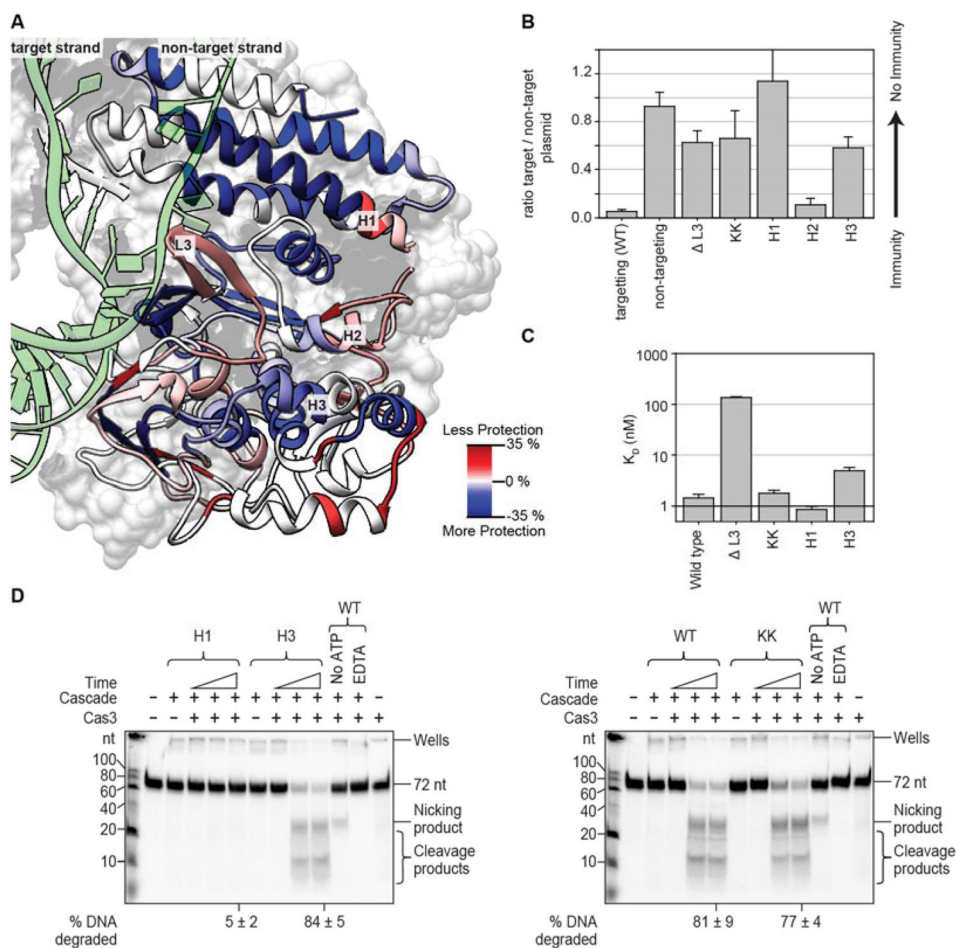 A
target strand
non-target strand
H1
L3
H2
H3
Less Protection
35 %
0 %
-35 %
More Protection
B
ratio target / non-target
plasmid
1.2
0.8
0.4
0.0
targetting (WT)
non-targeting
Δ L3
KK
H1
H2
H3
No Immunity
Immunity
C
K_D (nM)
1000
100
10
1
Wild type
Δ L3
KK
H1
H3
D
WT
H1 H3 No ATP EDTA
Time
Cascade - + + + + + + + + + -
Cas3 - - + + + - + + + + +
nt
100
80
60
40
20
10
Wells
72 nt
Nicking
product
Cleavage
products
% DNA
degraded
5 ± 2 84 ± 5
WT
WT KK No ATP EDTA
Time
Cascade - + + + + + + + + + -
Cas3 - - + + + - + + + + +
nt
100
80
60
40
20
10
Wells
72 nt
Nicking
product
Cleavage
products
% DNA
degraded
81 ± 9 77 ± 4